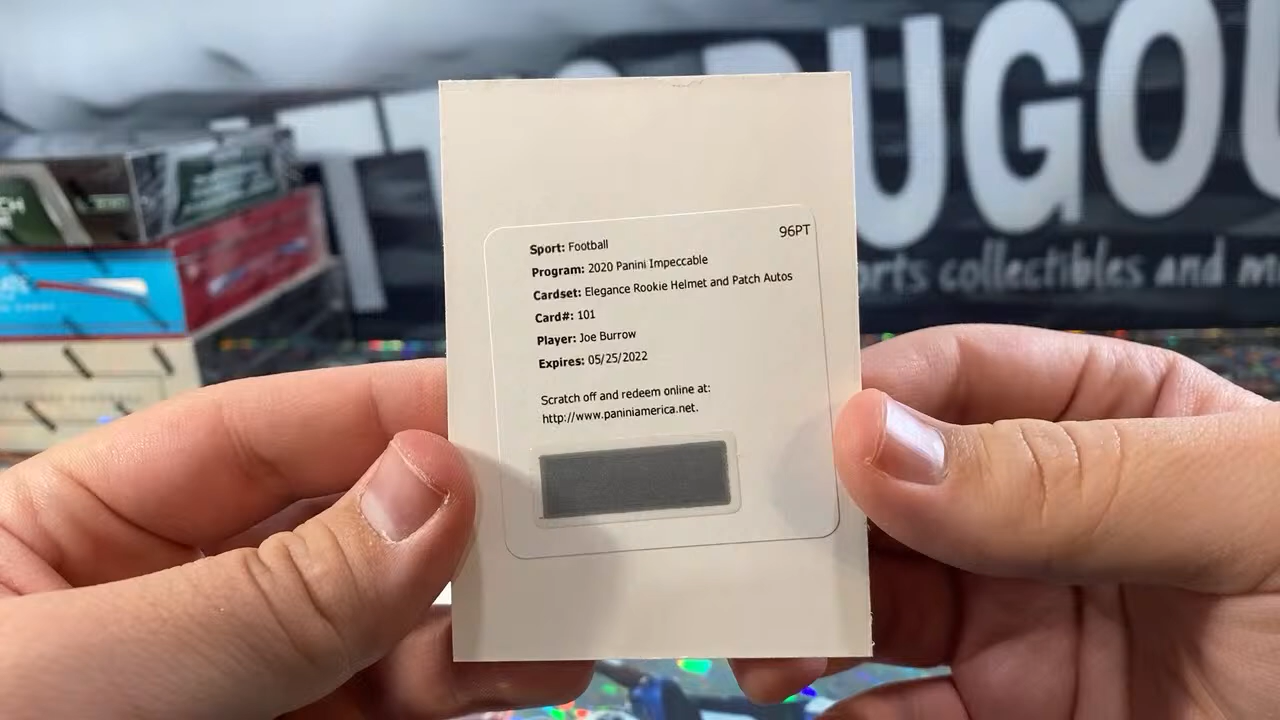 UGOU
orts collectibles and m
96PT
Sport: Football
Program: 2020 Panini Impeccable
Cardset: Elegance Rookie Helmet and Patch Autos
Card#: 101
Player: Joe Burrow
Expires: 05/25/2022
Scratch off and redeem online at:
http://www.paniniamerica.net.